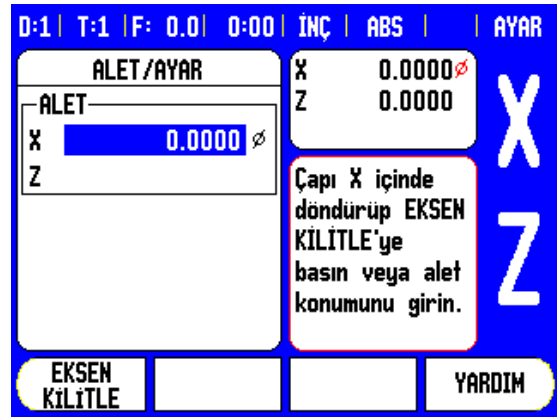 D:1 | T:1 | F: 0.0 | 0:00 | İNÇ | ABS | | AYAR
ALET/AYAR
ALET
X 0.0000 ø
Z
X 0.0000 ø
Z 0.0000
Çapı X içinde
döndürüp EKSEN
KİLİTLE'ye
basın veya alet
konumunu girin.
X
Z
EKSEN
KİLİTLE
YARDIM